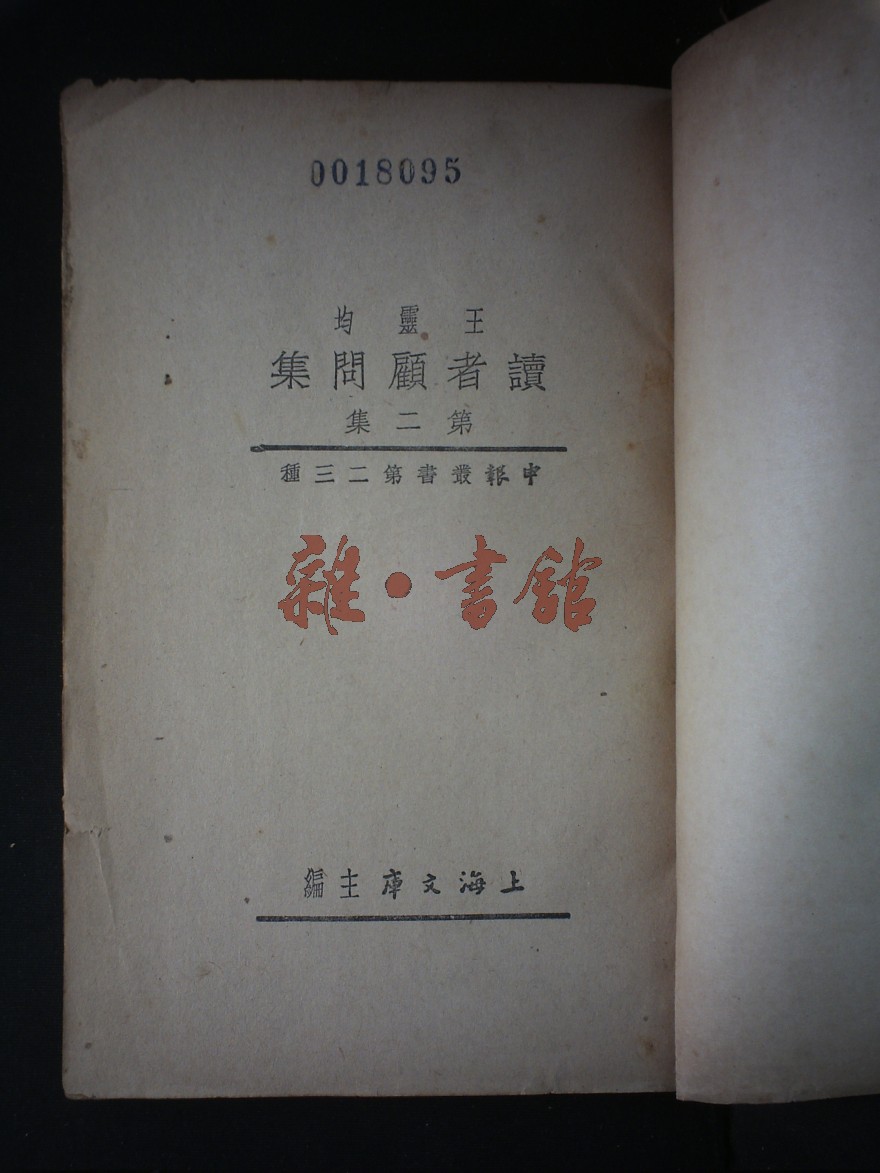 0018095
王靈均
讀者顧問集
第二集
申報叢書第二三種
雜·書館
上海文庫主編